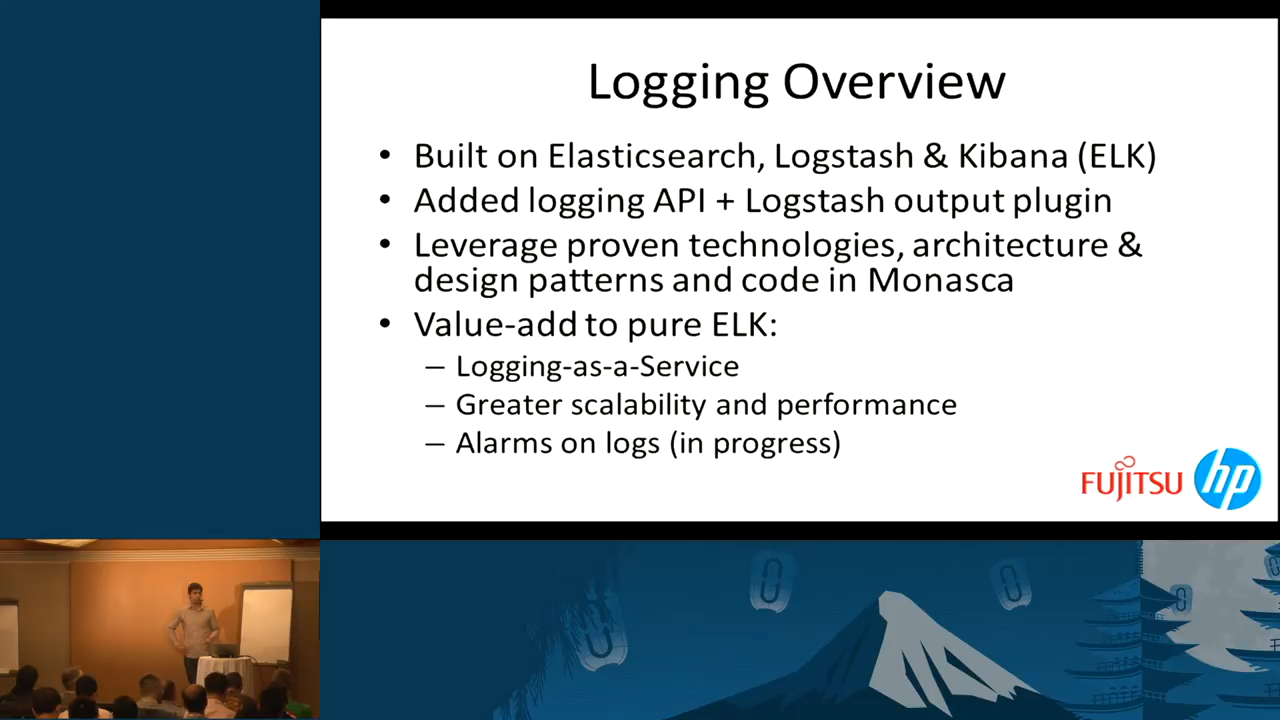 Logging Overview
• Built on Elasticsearch, Logstash & Kibana (ELK)
• Added logging API + Logstash output plugin
• Leverage proven technologies, architecture &
design patterns and code in Monasca
• Value-add to pure ELK:
– Logging-as-a-Service
– Greater scalability and performance
– Alarms on logs (in progress)
FUJITSU hp